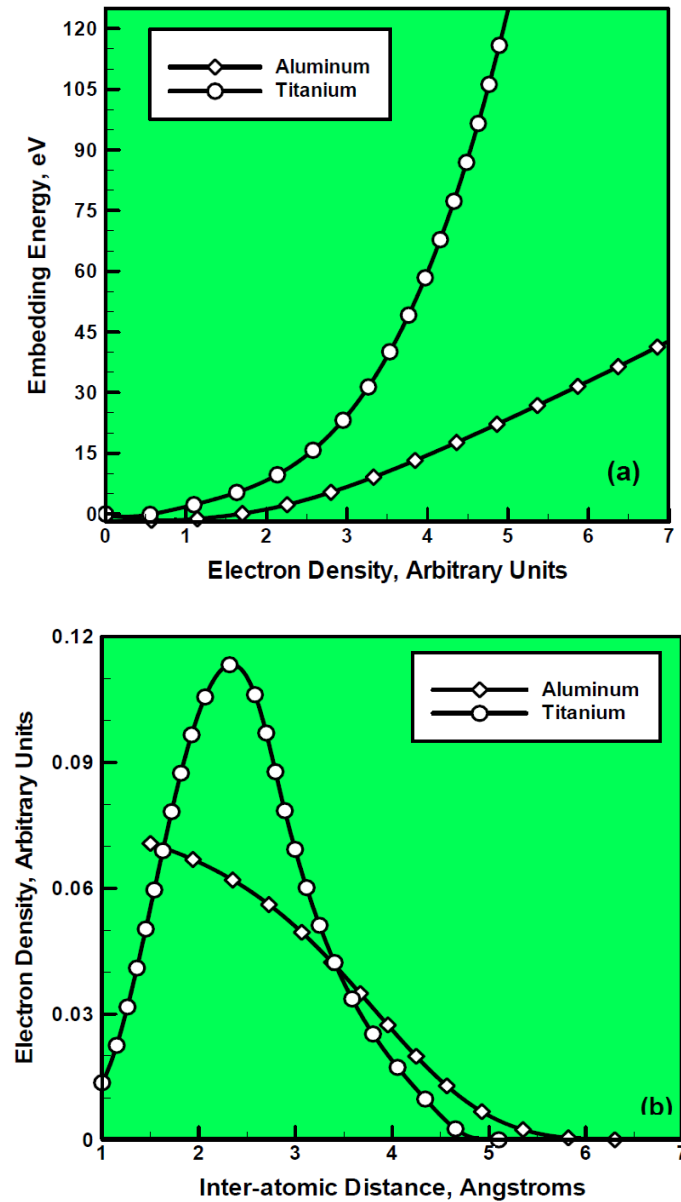 120
105
90
75
60
45
30
15
0
Embedding Energy, eV
Aluminum
Titanium
(a)
0 1 2 3 4 5 6 7
Electron Density, Arbitrary Units
0.12
0.09
0.06
0.03
0
Electron Density, Arbitrary Units
Aluminum
Titanium
(b)
1 2 3 4 5 6 7
Inter-atomic Distance, Angstroms